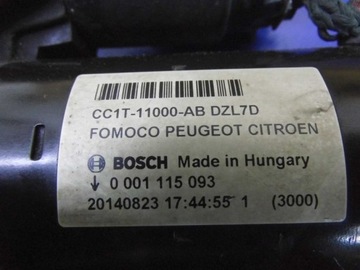 CC1T-11000-AB DZL7D
FOMOCO PEUGEOT CITROEN
BOSCH Made in Hungary
↓ 0 001 115 093
20140823 17:44:55 1 (3000)